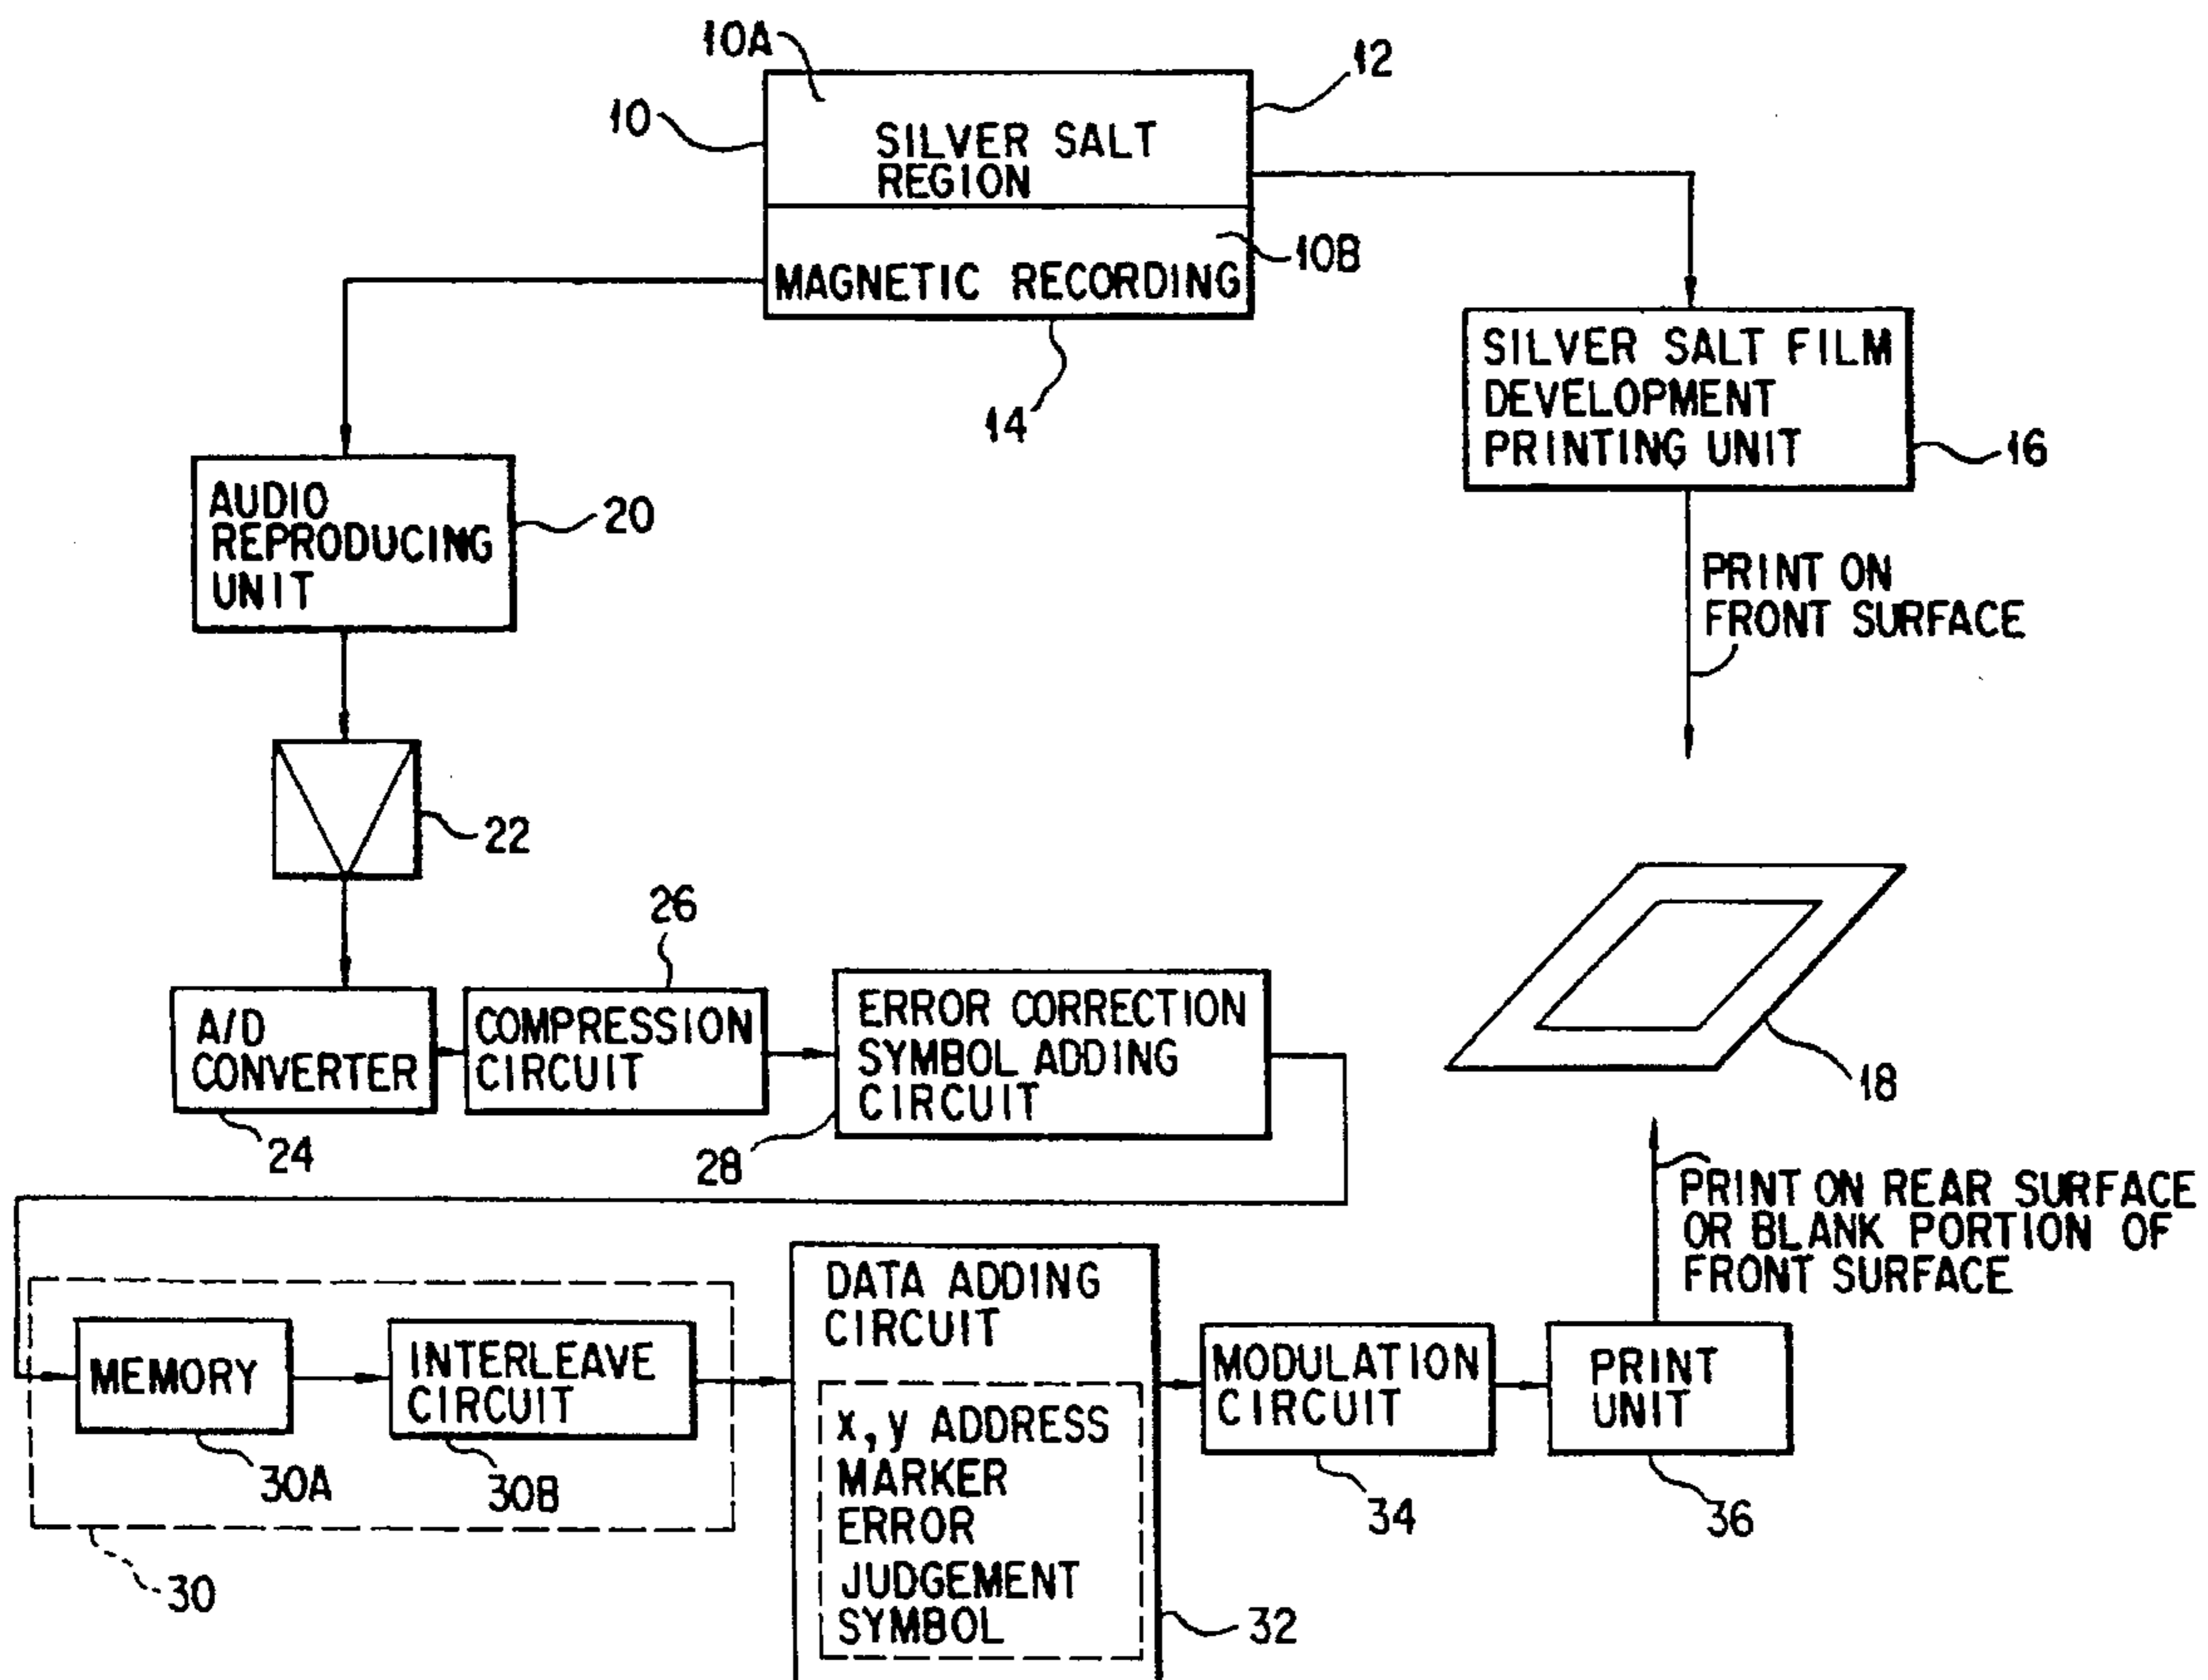 10A
12
10
SILVER SALT
REGION
10B
MAGNETIC RECORDING
14
SILVER SALT FILM
DEVELOPMENT
PRINTING UNIT
16
AUDIO
REPRODUCING
UNIT
20
PRINT ON
FRONT SURFACE
22
26
A/D
CONVERTER
24
COMPRESSION
CIRCUIT
ERROR CORRECTION
SYMBOL ADDING
CIRCUIT
28
18
PRINT ON REAR SURFACE
OR BLANK PORTION OF
FRONT SURFACE
MEMORY
30A
INTERLEAVE
CIRCUIT
30B
30
DATA ADDING
CIRCUIT
x, y ADDRESS
MARKER
ERROR
JUDGEMENT
SYMBOL
32
MODULATION
CIRCUIT
34
PRINT
UNIT
36